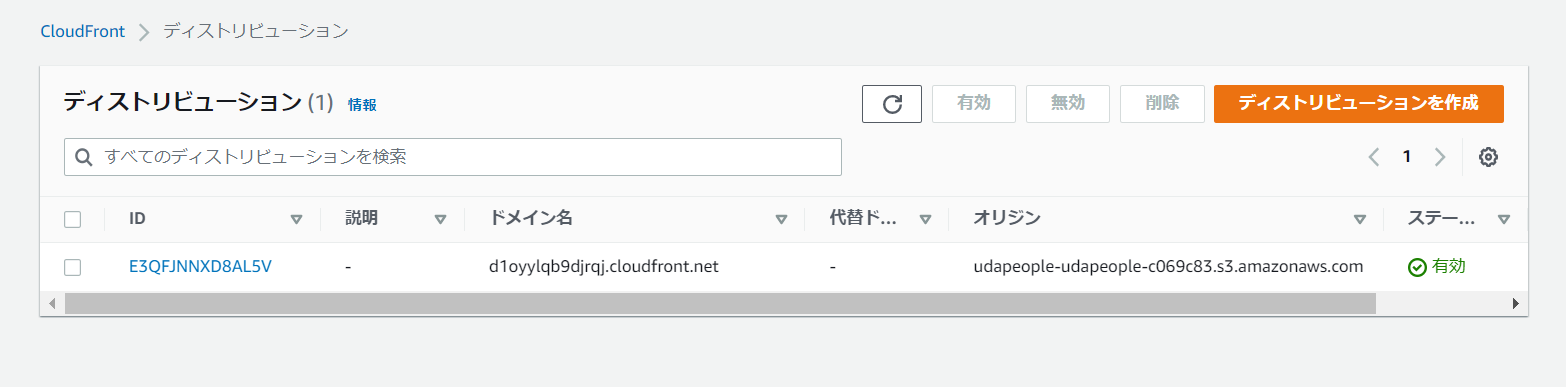 CloudFront > ディストリビューション
ディストリビューション (1) 情報
有効 無効 削除 ディストリビューションを作成
すべてのディストリビューションを検索
1
ID 説明 ドメイン名 代替ド... オリジン ステー...
E3QFJNNXD8AL5V - d1oyylqb9djrqj.cloudfront.net - udapeople-udapeople-c069c83.s3.amazonaws.com 有効